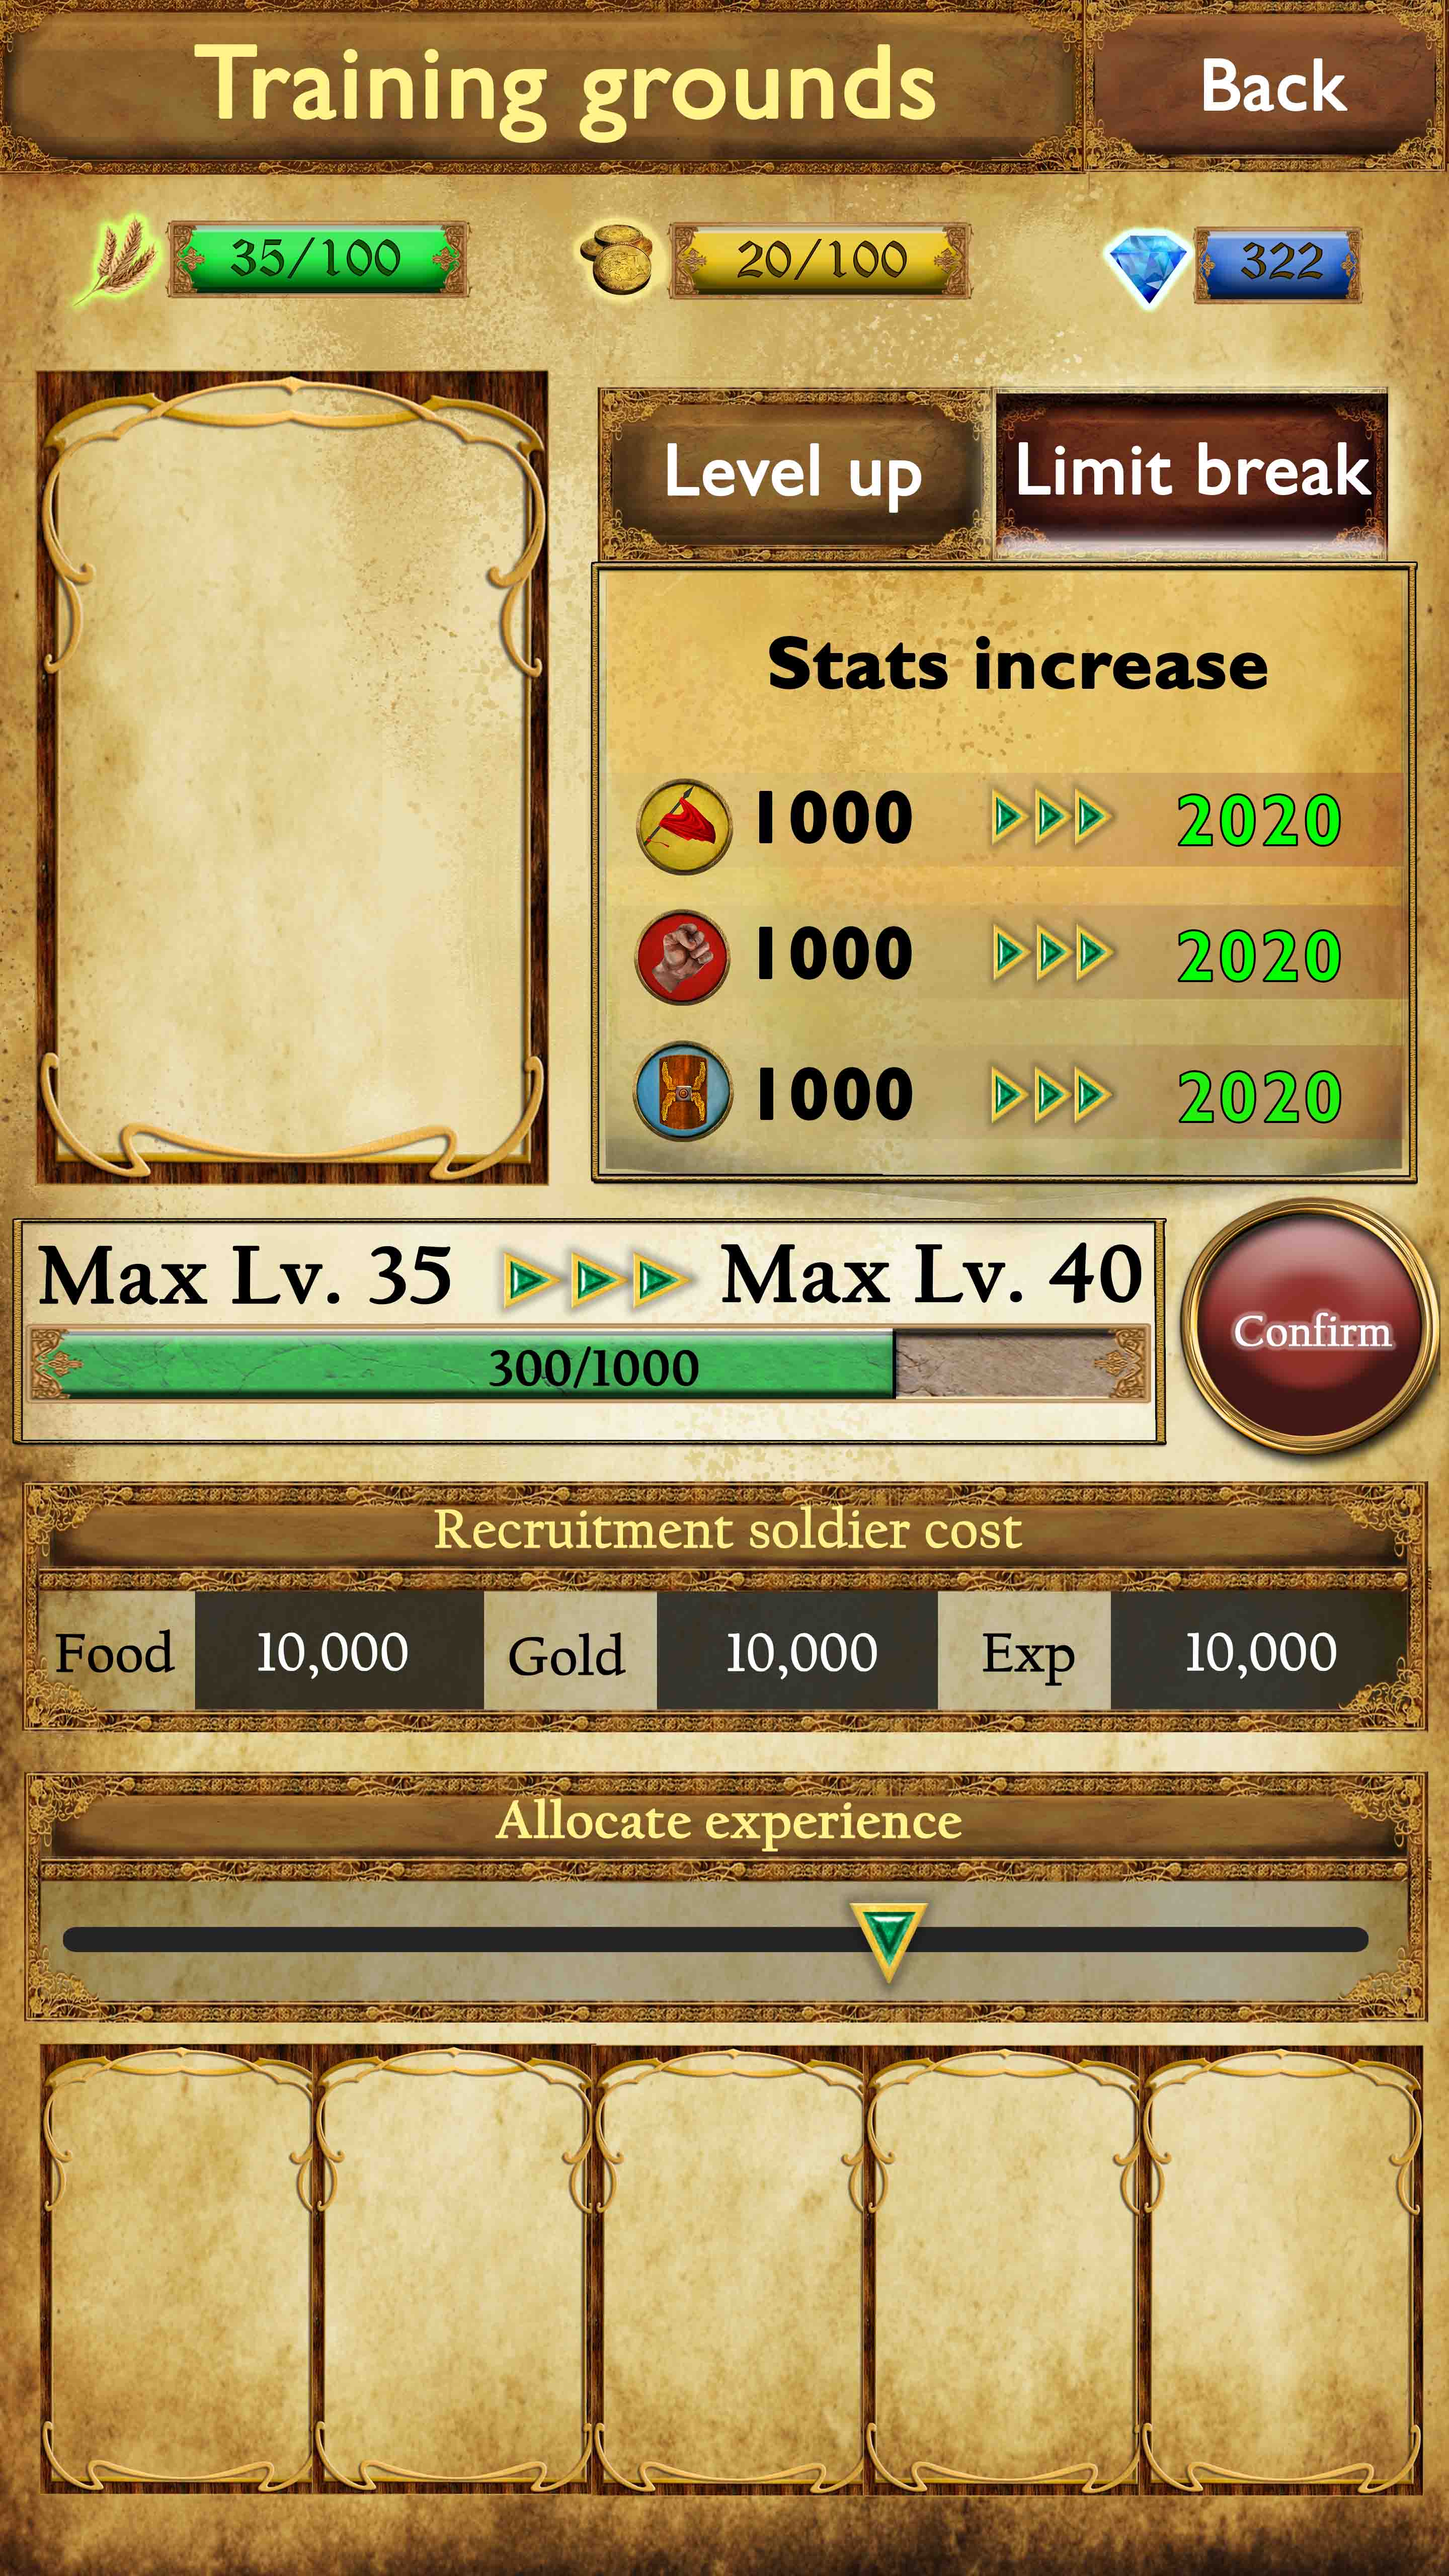 Training grounds
Back
35/100
20/100
322
Level up
Limit break
Stats increase
1000 2020
1000 2020
1000 2020
Max Lv. 35 Max Lv. 40
300/1000
Confirm
Recruitment soldier cost
Food 10,000 Gold 10,000 Exp 10,000
Allocate experience